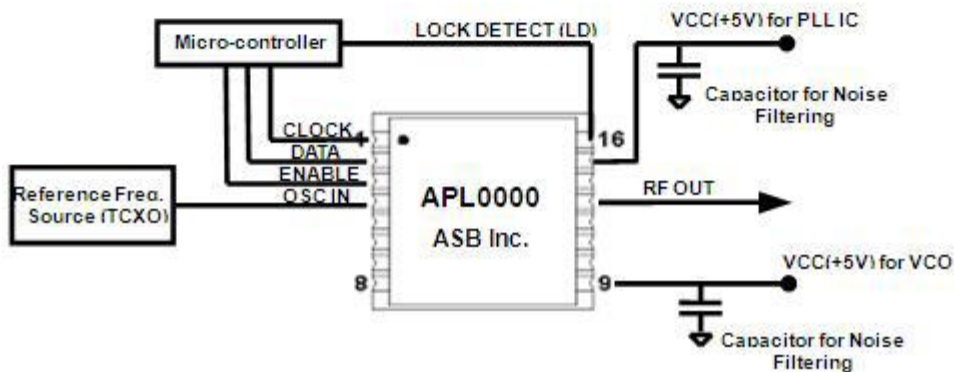 Micro-controller
LOCK DETECT (LD)
VCC(+5V) for PLL IC
Capacitor for Noise
Filtering
CLOCK
1
16
DATA
ENABLE
OSC IN
Reference Freq.
Source (TCXO)
APL0000
ASB Inc.
RF OUT
8
9
VCC(+5V) for VCO
Capacitor for Noise
Filtering